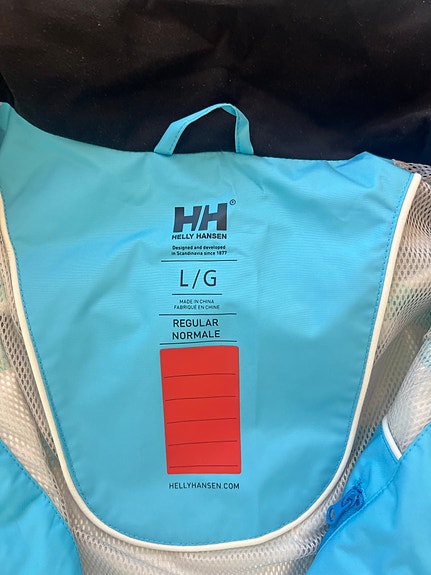 HH®
HELLY HANSEN
Designed and developed
in Scandinavia since 1877
L/G
MADE IN CHINA
FABRIQUÉ EN CHINE
REGULAR
NORMALE
HELLYHANSEN.COM